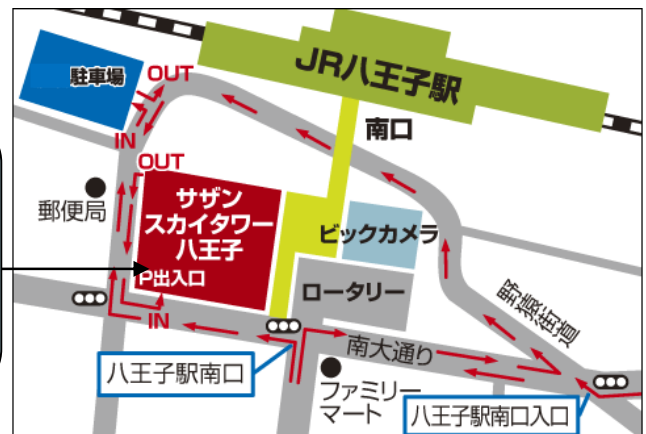 JR八王子駅
駐車場
OUT
IN
南口
OUT
郵便局
サザン
スカイタワー
八王子
P出入口
IN
ビックカメラ
ロータリー
野猿街道
南大通り
八王子駅南口
ファミリー
マート
八王子駅南口入口